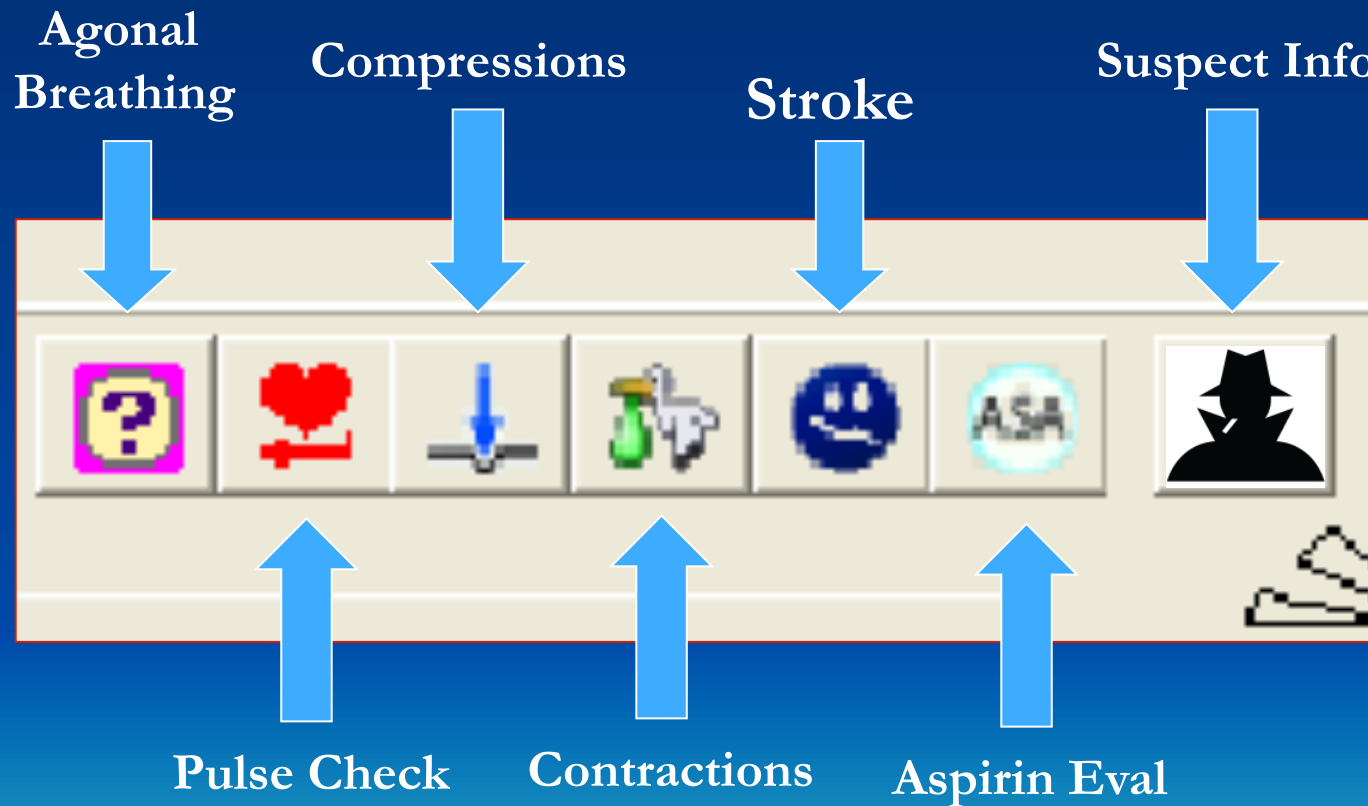 Agonal
Breathing
Compressions
Stroke
Suspect Info
?
ASA
Pulse Check
Contractions
Aspirin Eval